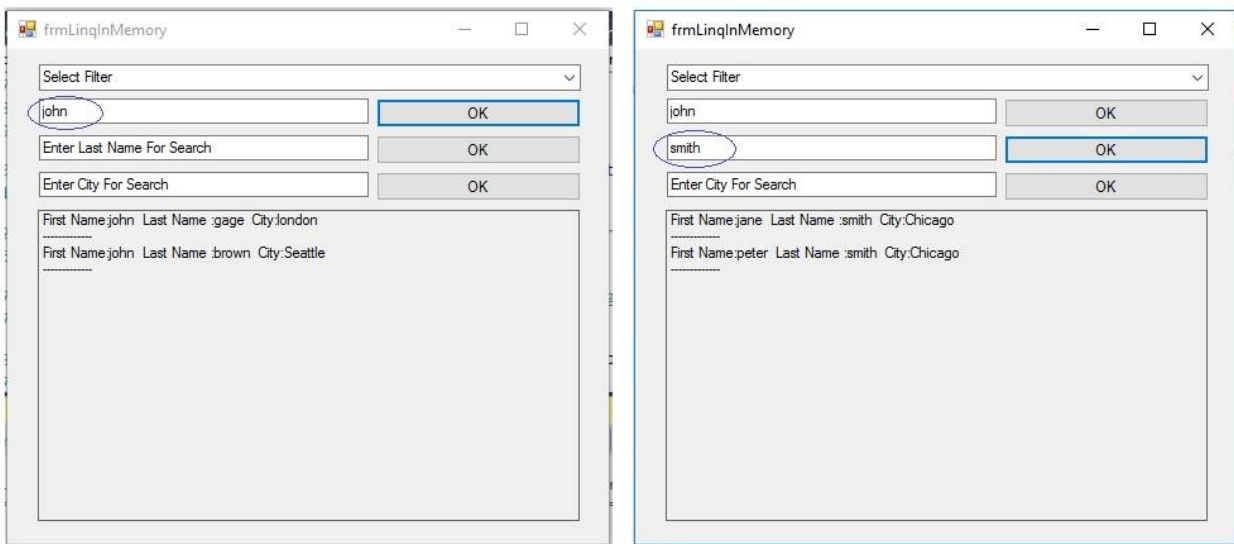 frmLinqInMemory
Select Filter
john
OK
Enter Last Name For Search
OK
Enter City For Search
OK
First Name:john Last Name :gage City:london
-------------
First Name:john Last Name :brown City:Seattle
-------------
frmLinqInMemory
Select Filter
john
OK
smith
OK
Enter City For Search
OK
First Name:jane Last Name :smith City:Chicago
-------------
First Name:peter Last Name :smith City:Chicago
-------------